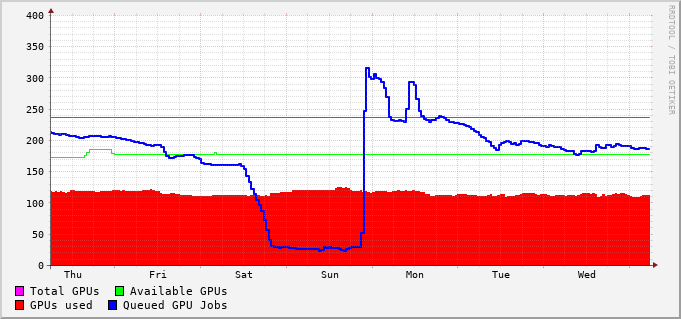 400
350
300
250
200
150
100
50
0
Thu Fri Sat Sun Mon Tue Wed
Total GPUs Available GPUs
GPUs used Queued GPU Jobs
RRDTOOL / TOBI OETIKER